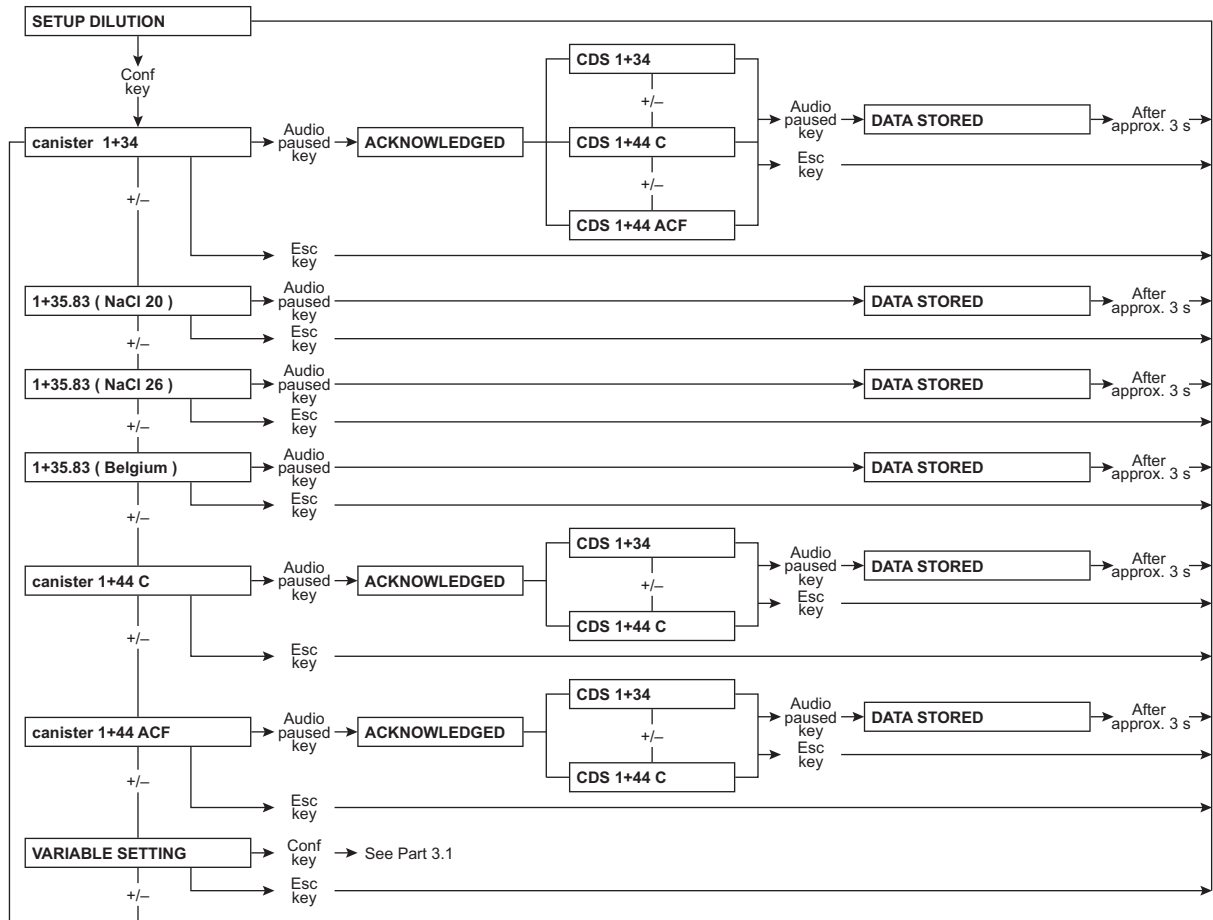 SETUP DILUTION
Conf
key
canister 1+34
Audio
paused
key
ACKNOWLEDGED
CDS 1+34
+/–
CDS 1+44 C
+/–
CDS 1+44 ACF
Audio
paused
key
DATA STORED
After
approx. 3 s
Esc
key
+/–
Esc
key
1+35.83 ( NaCl 20 )
Audio
paused
key
DATA STORED
After
approx. 3 s
Esc
key
+/–
1+35.83 ( NaCl 26 )
Audio
paused
key
DATA STORED
After
approx. 3 s
Esc
key
+/–
1+35.83 ( Belgium )
Audio
paused
key
DATA STORED
After
approx. 3 s
Esc
key
+/–
canister 1+44 C
Audio
paused
key
ACKNOWLEDGED
CDS 1+34
+/–
CDS 1+44 C
Audio
paused
key
DATA STORED
After
approx. 3 s
Esc
key
+/–
Esc
key
canister 1+44 ACF
Audio
paused
key
ACKNOWLEDGED
CDS 1+34
+/–
CDS 1+44 C
Audio
paused
key
DATA STORED
After
approx. 3 s
Esc
key
+/–
Esc
key
VARIABLE SETTING
Conf
key
See Part 3.1
Esc
key
+/–